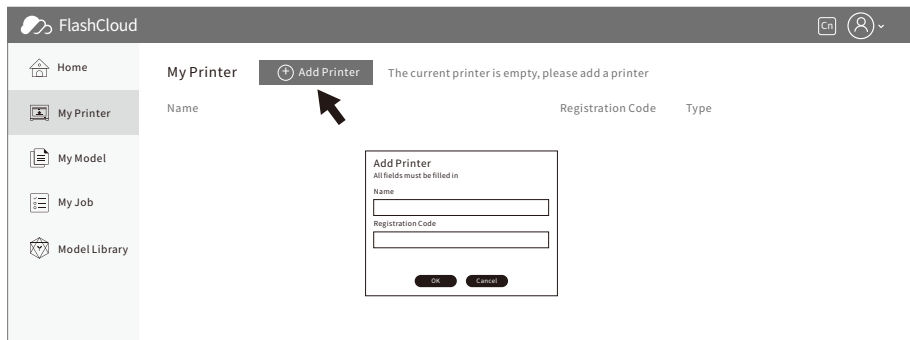 FlashCloud
Cn
Home
My Printer
Add Printer
The current printer is empty, please add a printer
My Printer
Name
Registration Code
Type
My Model
My Job
Model Library
Add Printer
All fields must be filled in
Name
Registration Code
OK
Cancel